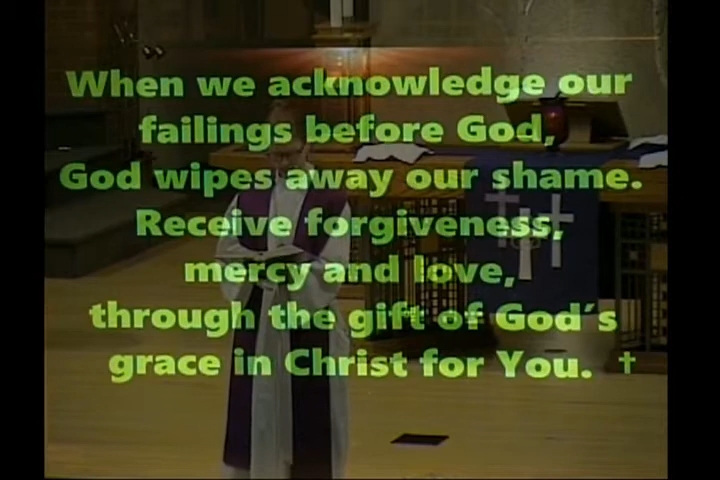 When we acknowledge our
failings before God,
God wipes away our shame.
Receive forgiveness,
mercy and love,
through the gift of God's
grace in Christ for You. †